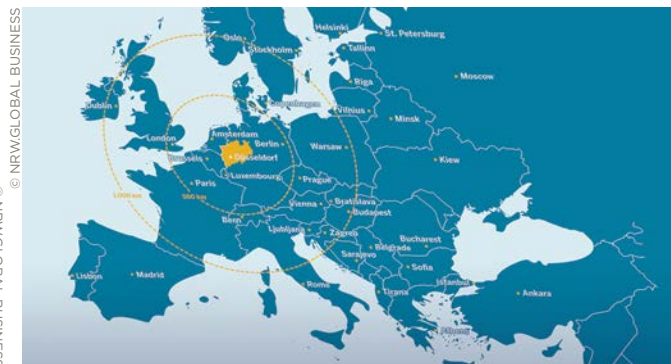 © NRW.GLOBAL BUSINESS
Helsinki
Oslo
St. Petersburg
Stockholm
Tallinn
Riga
Moscow
Copenhagen
Vilnius
Dublin
Minsk
Amsterdam
London
Berlin
Warsaw
Brussels
Düsseldorf
Kiew
Luxembourg
Prague
Paris
1.000 km
500 km
Vienna
Bratislava
Budapest
Bern
Ljubljana
Zagreb
Belgrade
Bucharest
Sarajevo
Sofia
Lisbon
Madrid
Rome
Istanbul
Tirana
Ankara
Athens